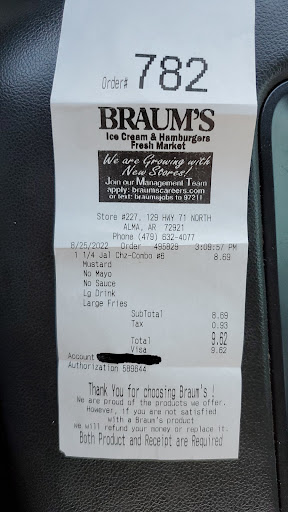 Order# 782
BRAUM'S
Ice Cream & Hamburgers
Fresh Market
We are Growing with
New Stores!
Join our Management Team
apply: braumscareers.com
or text: braumsjobs to 97211
Store #227, 129 HWY 71 NORTH
ALMA, AR 72921
Phone (479) 632-4077
8/25/2022 Order 495829 3:09:57 PM
1 1/4 Jal Chz-Combo #6 8.69
Mustard
No Mayo
No Sauce
Lg Drink
Large Fries
SubTotal 8.69
Tax 0.93
Total 9.62
Visa 9.62
Account
Authorization 589644
Thank You for choosing Braum's !
We are proud of the products we offer.
However, if you are not satisfied
with a Braum's product
we will refund your money or replace it.
Both Product and Receipt are Required